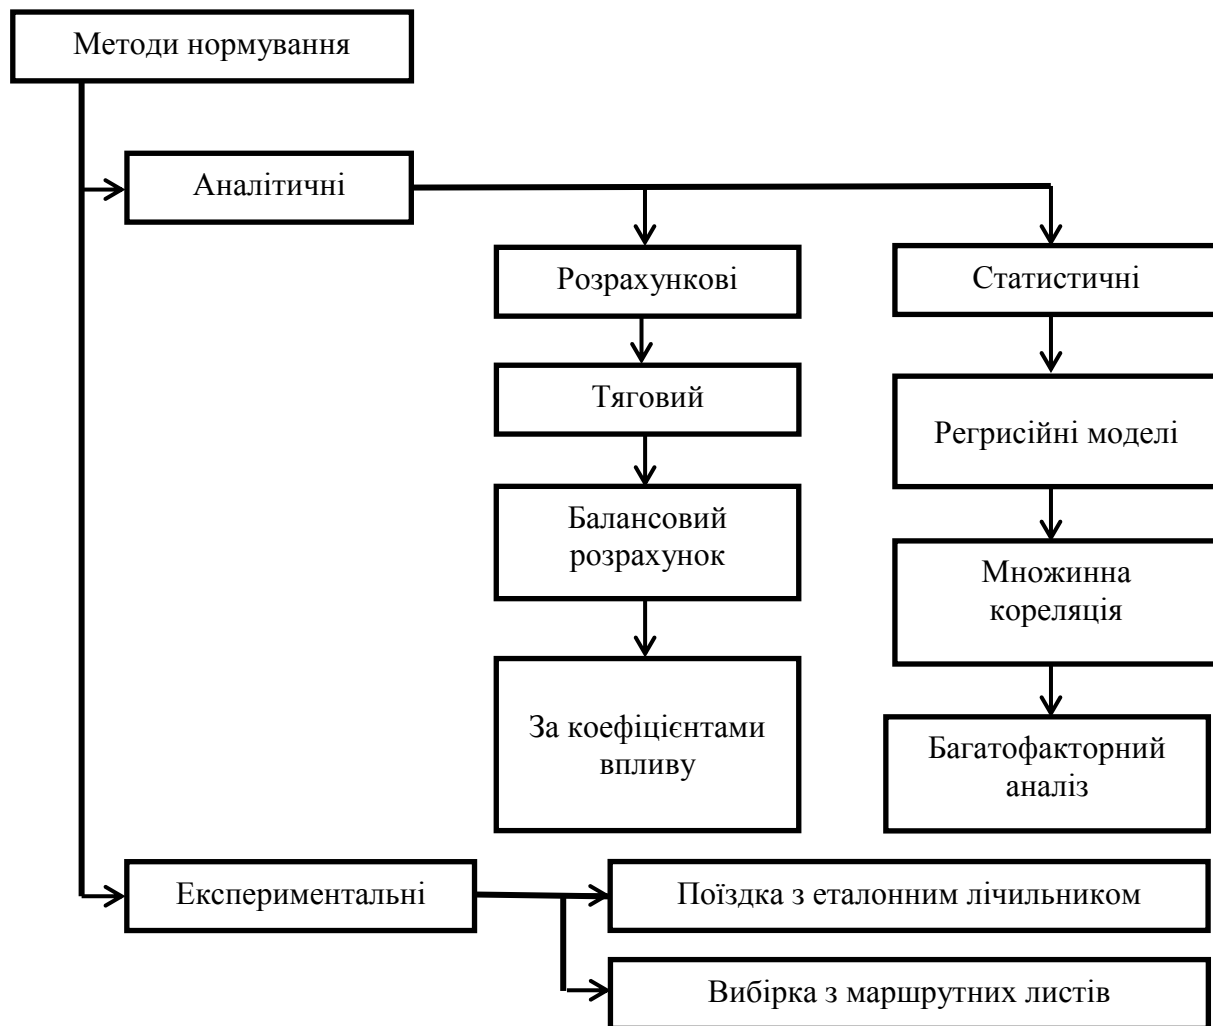 Методи нормування
Аналітичні
Розрахункові
Статистичні
Тяговий
Регрисійні моделі
Балансовий
розрахунок
Множинна
кореляція
За коефіцієнтами
впливу
Багатофакторний
аналіз
Експериментальні
Поїздка з еталонним лічильником
Вибірка з маршрутних листів